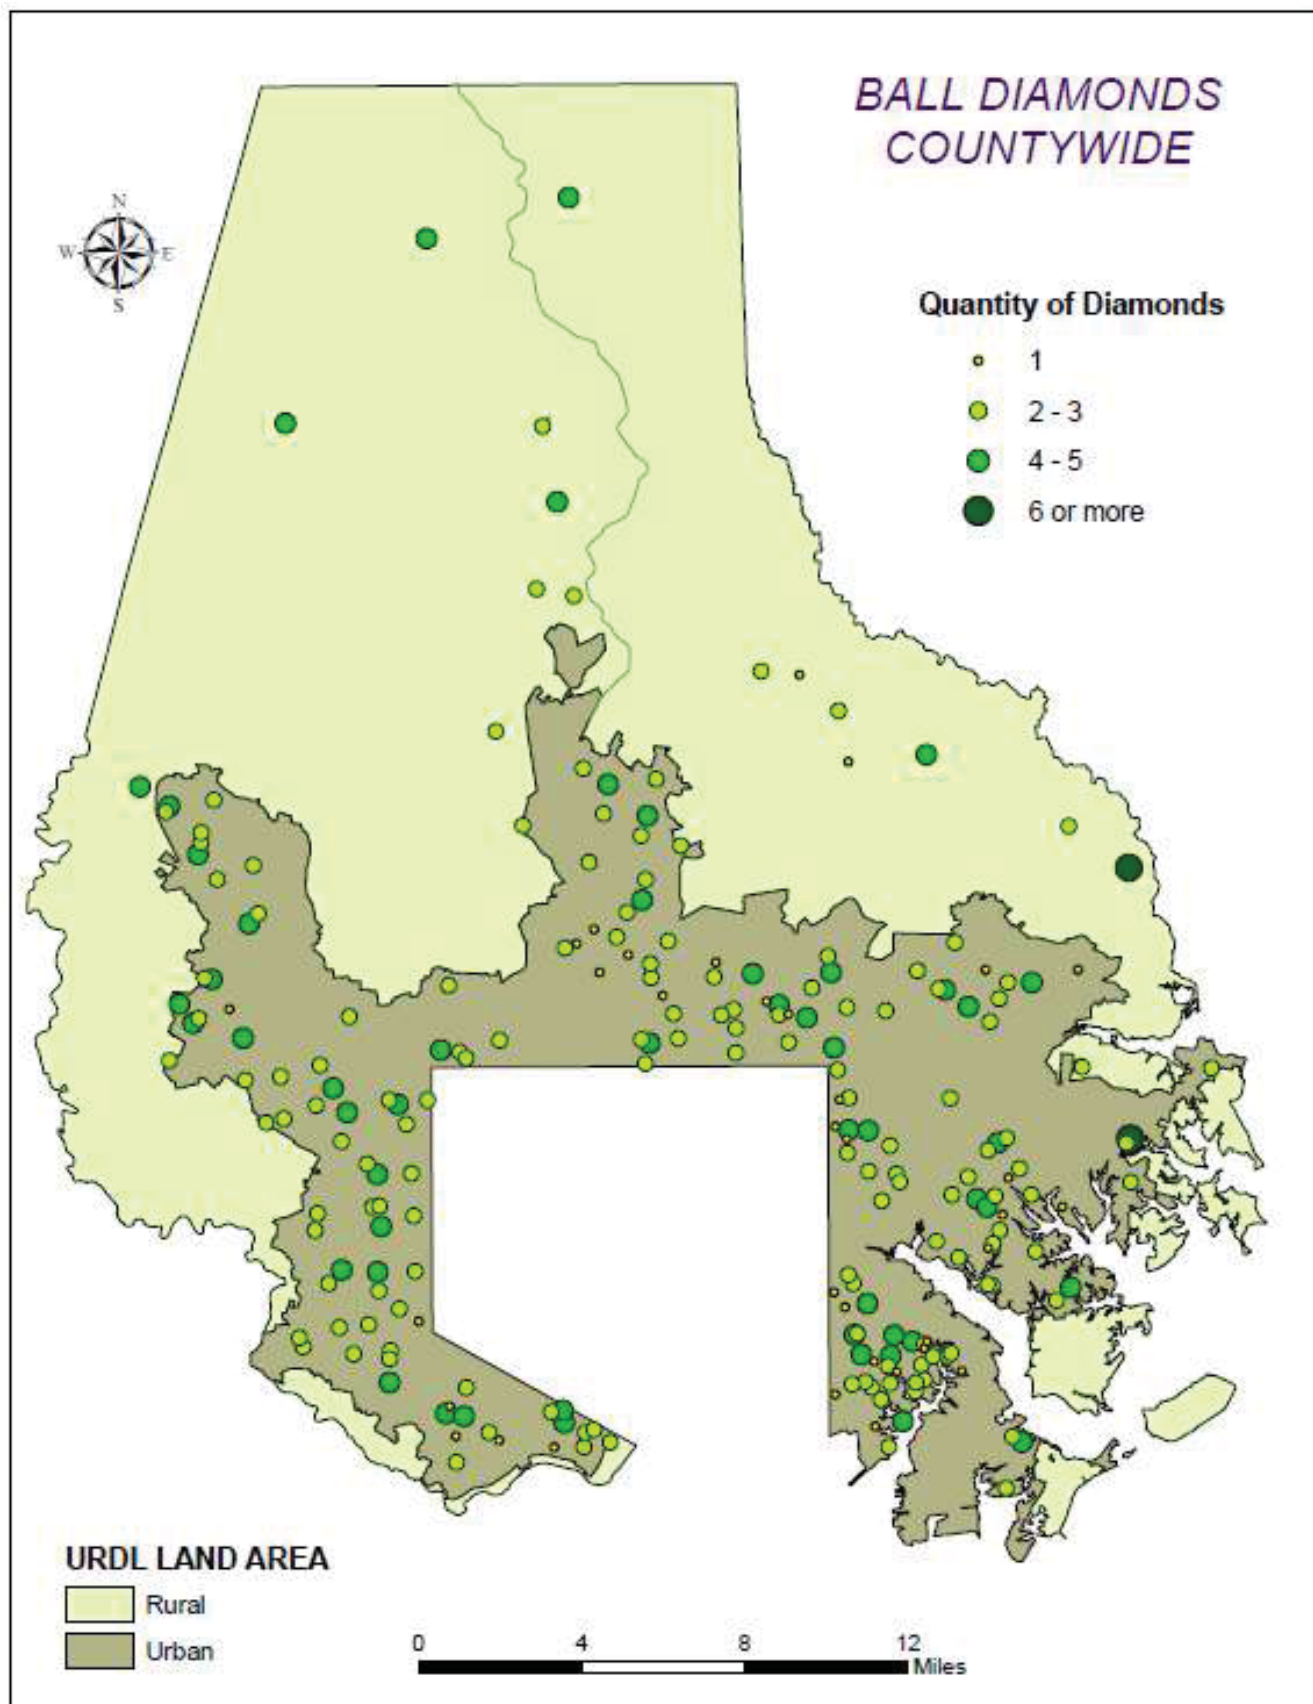 BALL DIAMONDS
COUNTYWIDE
N
W E
S
Quantity of Diamonds
1
2 - 3
4 - 5
6 or more
URDL LAND AREA
Rural
Urban
0 4 8 12
Miles